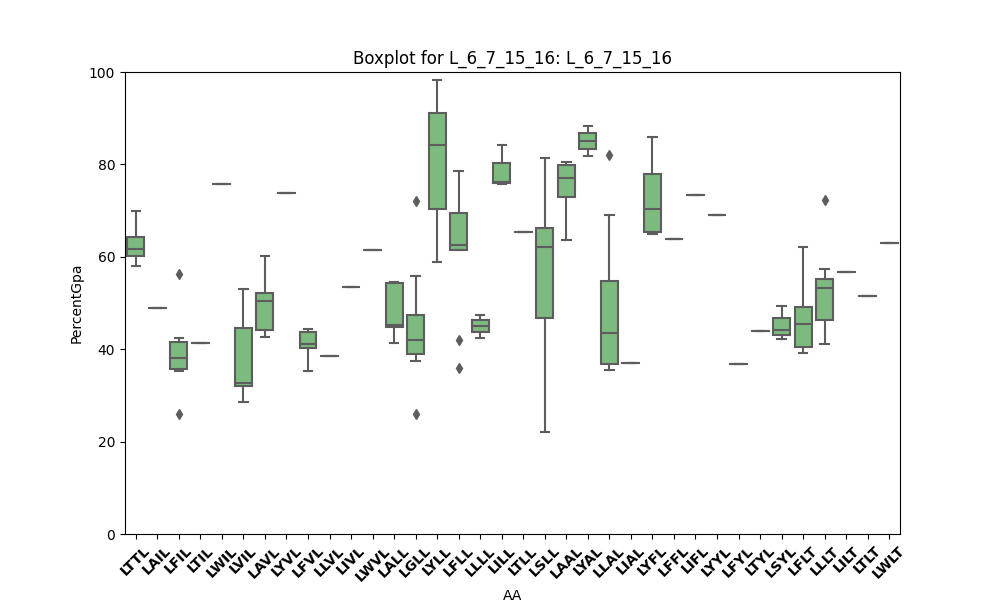 Boxplot for L_6_7_15_16: L_6_7_15_16
100
80
60
40
20
0
PercentGpa
LTTL LAIL LFIL LTIL LWIL LVIL LAVL LYVL LFVL LLVL LIVL LWVL LALL LGLL LYLL LFLL LLLL LILL LTLL LSLL LAAL LYAL LLAL LIAL LYFL LFFL LIFL LYYL LFYL LTYL LSYL LFLT LLLT LILT LTLT LWLT
AA